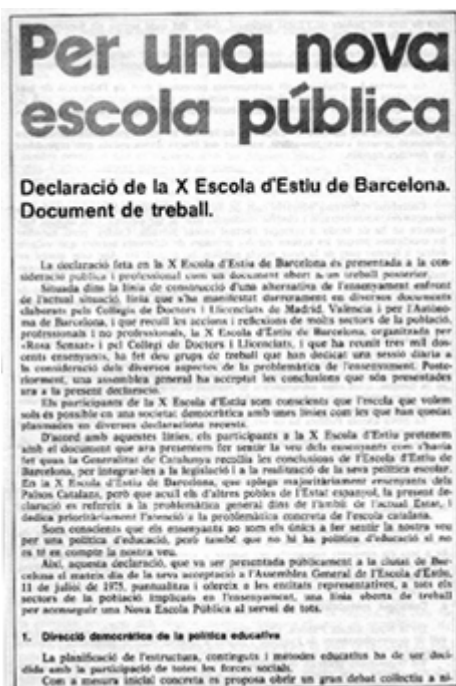 Per una nova
escola pública
Declaració de la X Escola d'Estiu de Barcelona.
Document de treball.
La declaració feta en la X Escola d'Estiu de Barcelona és presentada a la con-
sideració pública i professional com un document obert a un treball posterior.
Situada dins la línia de construcció d'una alternativa de l'ensenyament enfront
de l'actual situació, línia que s'ha manifestat darrerament en diversos documents
elaborats pels Collegis de Doctors i Llicenciats de Madrid, València i per l'Autòno-
ma de Barcelona, i que recull les accions i reflexions de molts sectors de la població,
professionals i no professionals, la X Escola d'Estiu de Barcelona, organitzada per
«Rosa Sensat» i pel Collegi de Doctors i Llicenciats, i que ha reunit tres mil do-
cents ensenyants, ha fet deu grups de treball que han dedicat una sessió diària a
la consideració dels diversos aspectes de la problemàtica de l'ensenyament. Poste-
riorment, una assemblea general ha acceptat les conclusions que són presentades
ara a la present declaració.
Els participants de la X Escola d'Estiu som conscients que l'escola que volem
sols és possible en una societat democràtica amb unes línies com les que han quedat
plasmades en diverses declaracions recents.
D'acord amb aquestes línies, els participants a la X Escola d'Estiu pretenem
amb el document que ara presentem fer sentir la veu dels ensenyants com s'havia
fet quan la Generalitat de Catalunya recollia les conclusions de l'Escola d'Estiu de
Barcelona, per integrar-les a la legislació i a la realització de la seva política escolar.
En la X Escola d'Estiu de Barcelona, que aplega majoritàriament ensenyants dels
Països Catalans, però que acull els d'altres pobles de l'Estat espanyol, la present de-
claració es refereix a la problemàtica general dins de l'àmbit de l'actual Estat, i
dedica prioritàriament l'atenció a la problemàtica concreta de l'escola catalana.
Som conscients que els ensenyants no som els únics a fer sentir la nostra veu
per una política d'educació, però també que no hi ha política d'educació si no
es té en compte la nostra veu.
Així, aquesta declaració, que va ser presentada públicament a la ciutat de Bar-
celona el mateix dia de la seva acceptació a l'Assemblea General de l'Escola d'Estiu,
11 de juliol de 1975, puntualitza i ofereix a les entitats representatives, a tots els
sectors de la població implicats en l'ensenyament, una línia oberta de treball
per aconseguir una Nova Escola Pública al servei de tots.
1. Direcció democràtica de la política educativa
La planificació de l'estructura, continguts i mètodes educatius ha de ser deci-
dida amb la participació de totes les forces socials.
Com a mesura inicial concreta es proposa obrir un gran debat collectiu a ni-